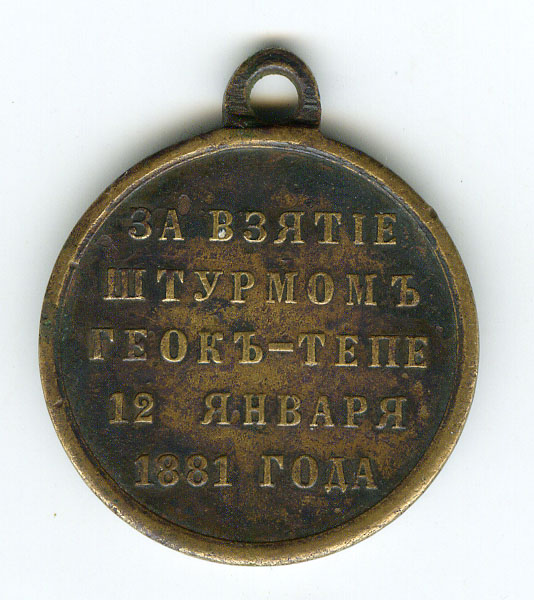 ЗА ВЗЯТІЕ
ШТУРМОМЪ
ГЕОКЪ-ТЕПЕ
12 ЯНВАРЯ
1881 ГОДА